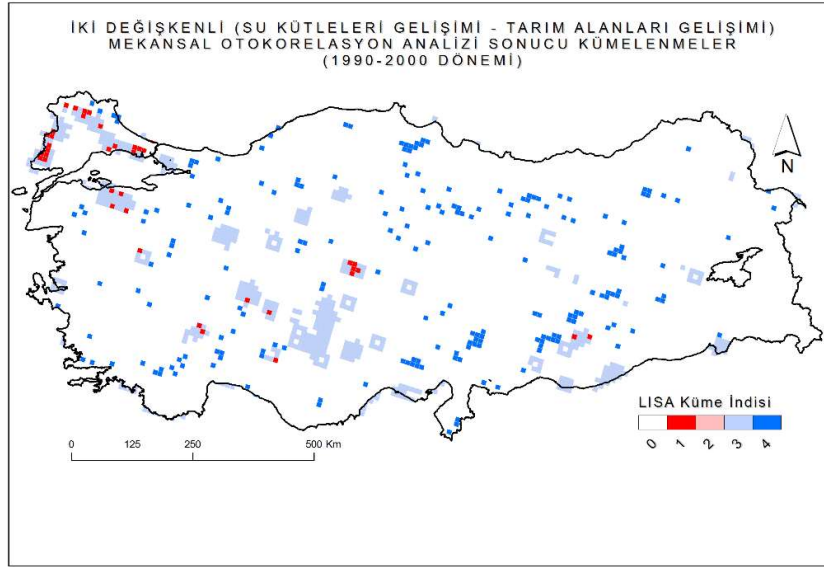 İKİ DEĞİŞKENLİ (SU KÜTLELERİ GELİŞİMİ - TARIM ALANLARI GELİŞİMİ)
MEKANSAL OTOKORELASYON ANALİZİ SONUCU KÜMELENMELER
(1990-2000 DÖNEMİ)
N
LISA Küme İndisi
0 1 2 3 4
0 125 250 500 Km